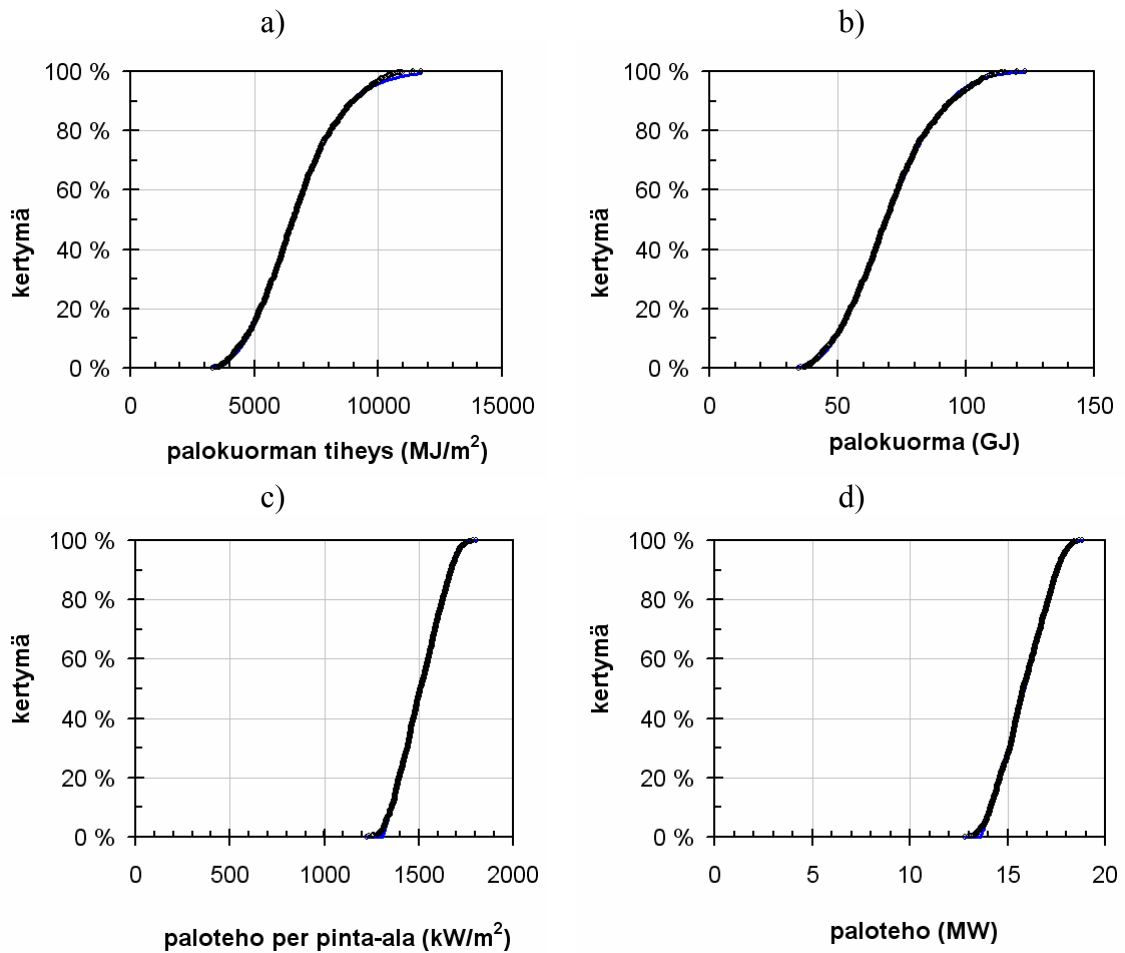 a)
100 %
80 %
60 %
40 %
20 %
0 %
kertymä
0 5000 10000 15000
palokuorman tiheys (MJ/m²)
b)
100 %
80 %
60 %
40 %
20 %
0 %
kertymä
0 50 100 150
palokuorma (GJ)
c)
100 %
80 %
60 %
40 %
20 %
0 %
kertymä
0 500 1000 1500 2000
paloteho per pinta-ala (kW/m²)
d)
100 %
80 %
60 %
40 %
20 %
0 %
kertymä
0 5 10 15 20
paloteho (MW)